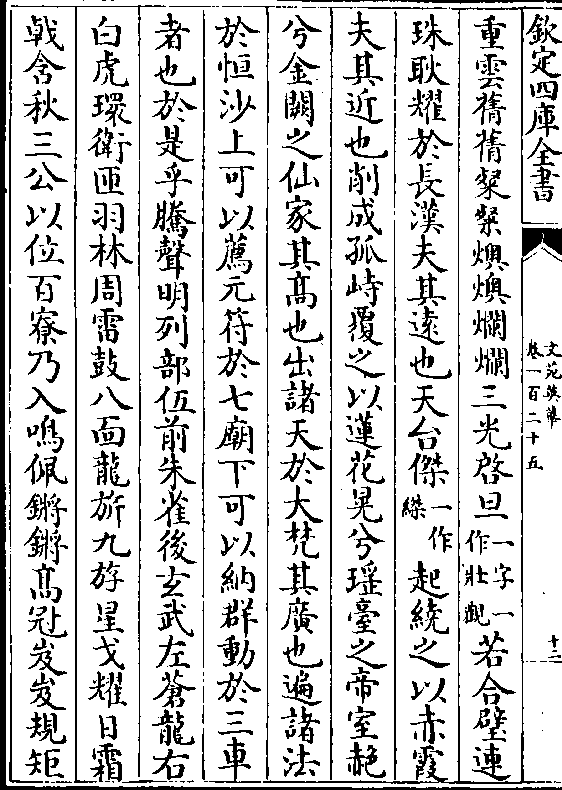 欽定四庫全書
文苑英華
卷一百二十五
十二
重雲蒨蒨粲粲燠燠爛爛三光啓旦一字一作壯觀若合璧連
珠耿耀於長漢夫其遠也天台傑一作起繞之以赤霞
夫其近也削成孤峙覆之以蓮花晃兮瑤臺之帝室赩
兮金闕之仙家其髙也出諸天於大梵其廣也遍諸法
於恒沙上可以薦元符於七廟下可以納群動於三車
者也於是乎騰聲明列部伍前朱雀後玄武左蒼龍右
白虎環衛匝羽林周雷鼓八面龍旂九斿星戈耀日霜
戟含秋三公以位百寮乃入鳴佩鏘鏘髙冠岌岌規矩